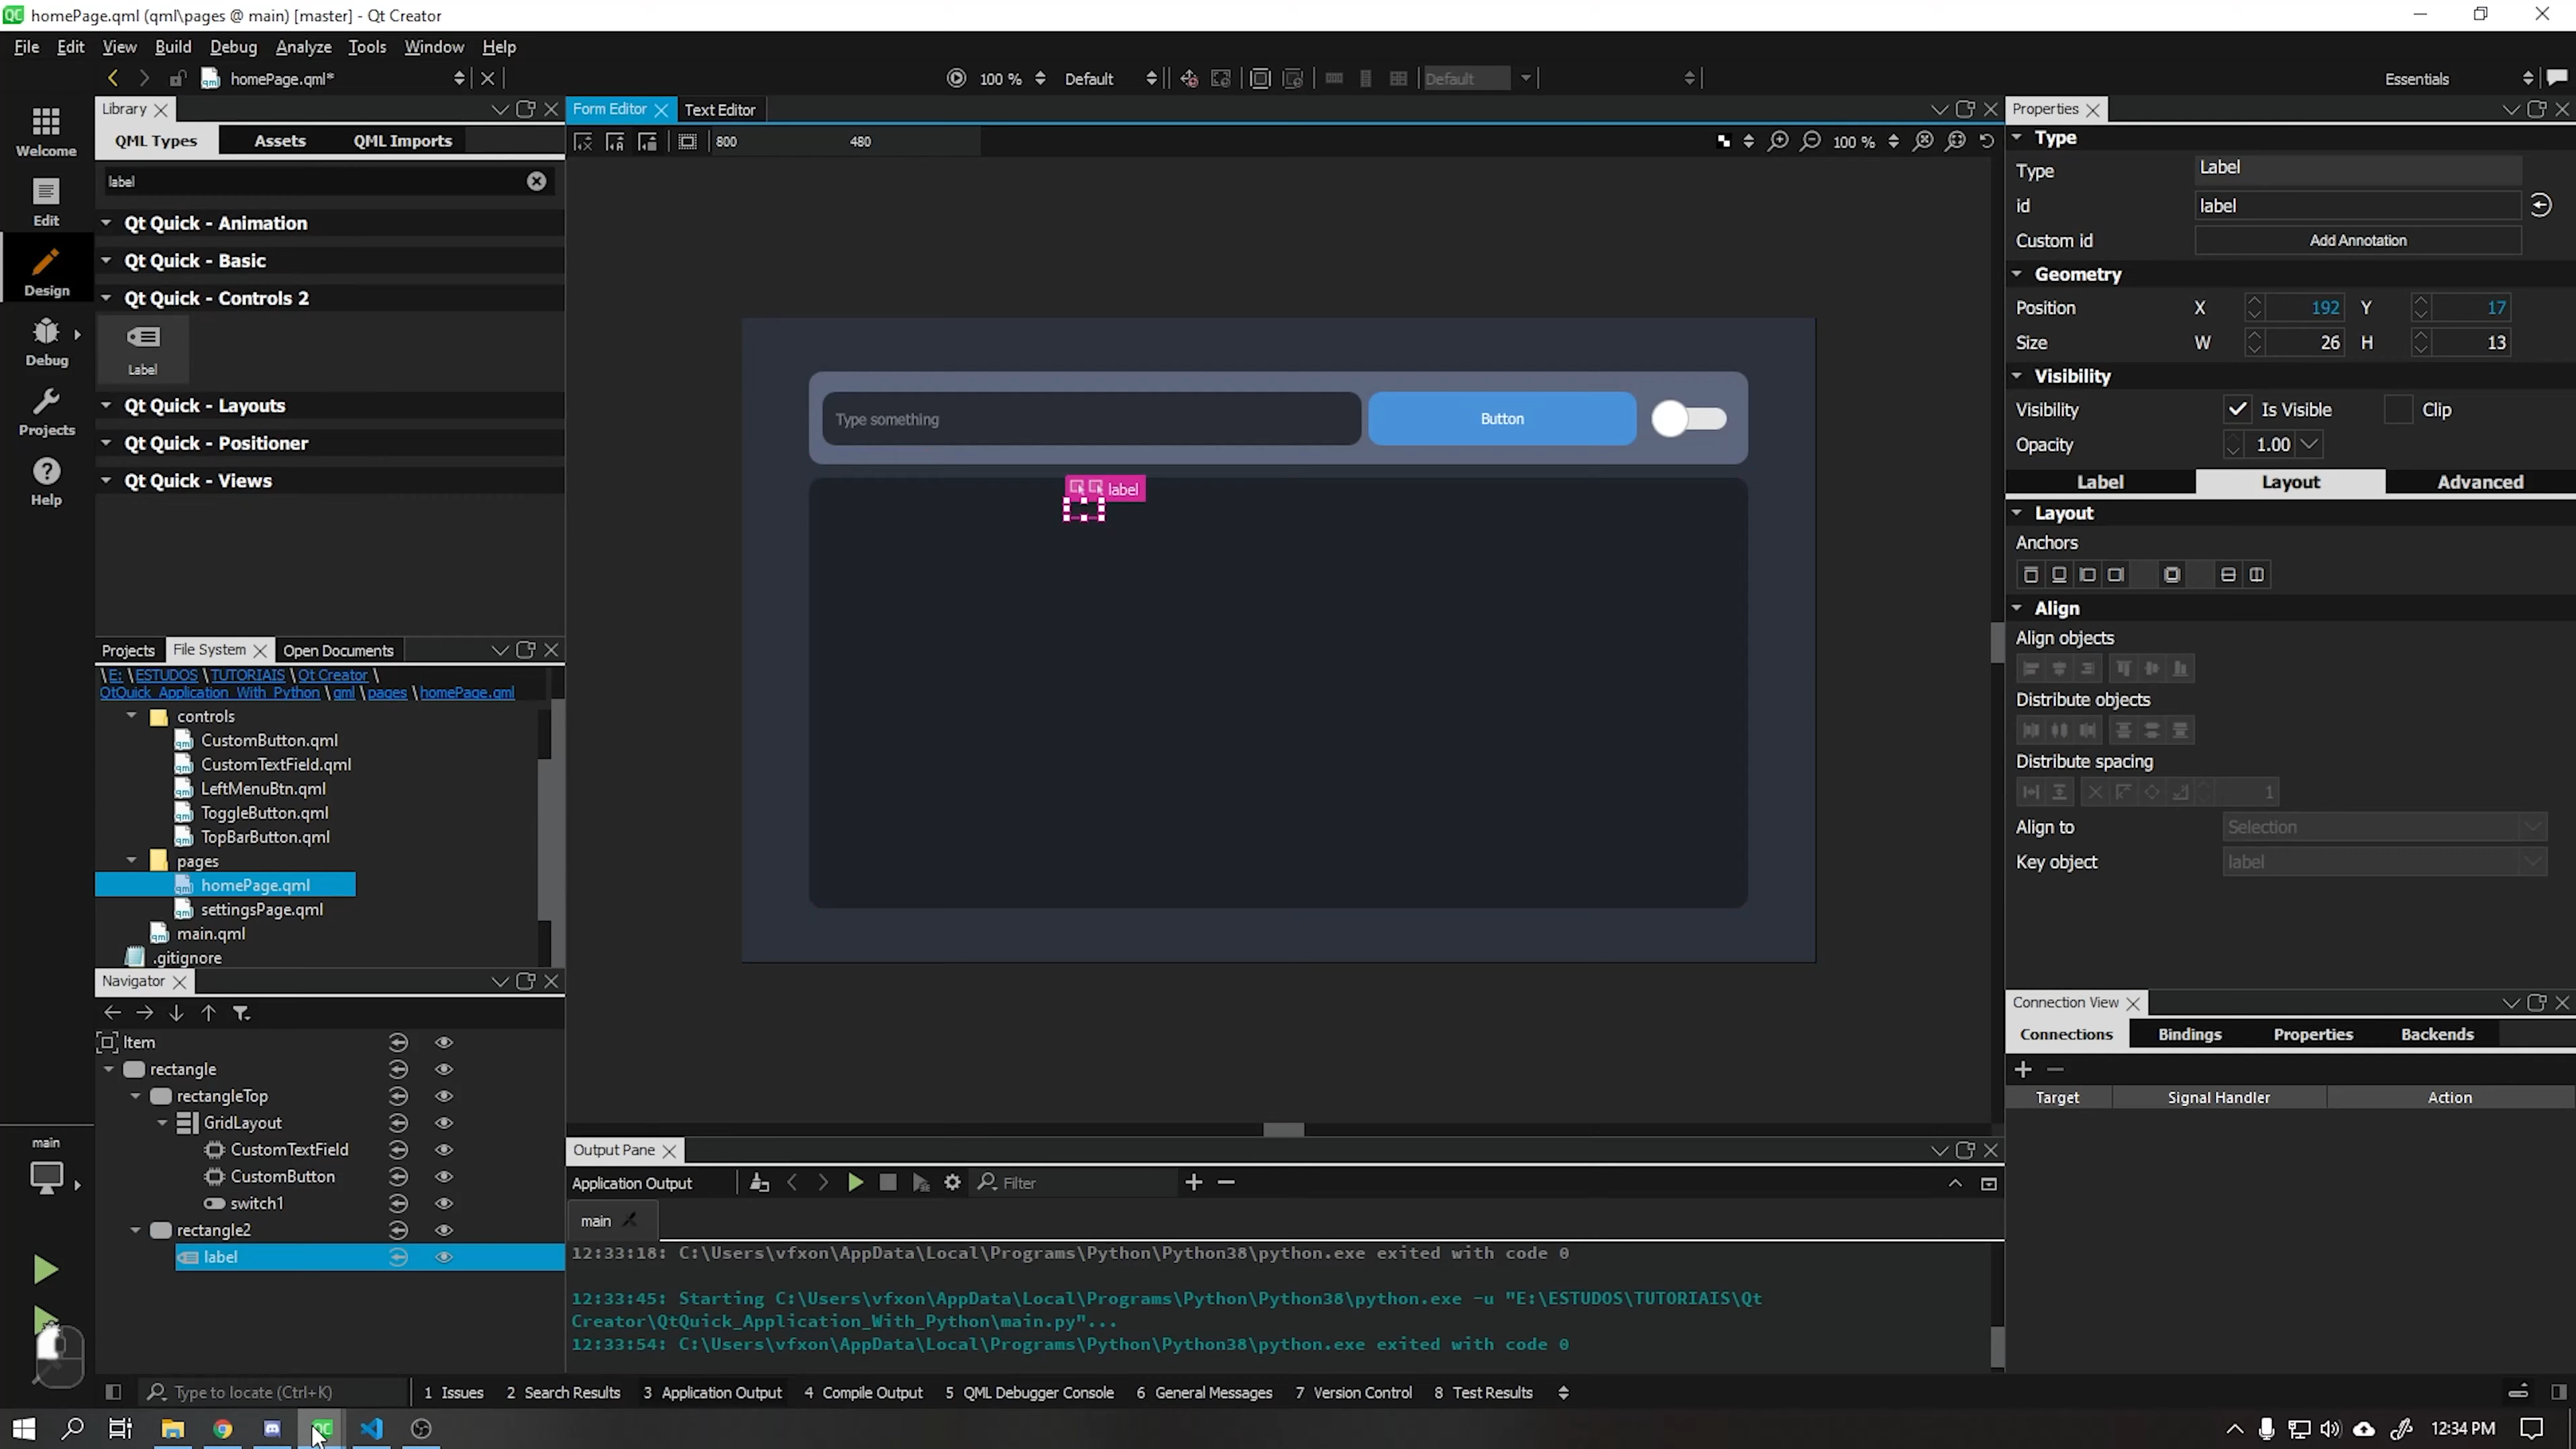 homePage.qml (qml\pages @ main) [master] - Qt Creator
File Edit View Build Debug Analyze Tools Window Help
homePage.qml* 100 % Default Default Essentials
Library
QML Types Assets QML Imports
label
Qt Quick - Animation
Qt Quick - Basic
Qt Quick - Controls 2
Label
Qt Quick - Layouts
Qt Quick - Positioner
Qt Quick - Views
Welcome
Edit
Design
Debug
Projects
Help
Projects File System Open Documents
\E: \ESTUDOS \TUTORIAIS \Qt Creator \
QtQuick_Application_With_Python \qml \pages \homePage.qml
controls
CustomButton.qml
CustomTextField.qml
LeftMenuBtn.qml
ToggleButton.qml
TopBarButton.qml
pages
homePage.qml
settingsPage.qml
main.qml
.gitignore
Navigator
Item
rectangle
rectangleTop
GridLayout
CustomTextField
CustomButton
switch1
rectangle2
label
main
Form Editor Text Editor
800 480 100 %
Type something Button
label
Output Pane
Application Output Filter
main
12:33:18: C:\Users\vfxon\AppData\Local\Programs\Python\Python38\python.exe exited with code 0
12:33:45: Starting C:\Users\vfxon\AppData\Local\Programs\Python\Python38\python.exe -u "E:\ESTUDOS\TUTORIAIS\Qt
Creator\QtQuick_Application_With_Python\main.py"...
12:33:54: C:\Users\vfxon\AppData\Local\Programs\Python\Python38\python.exe exited with code 0
Properties
Type
Type Label
id label
Custom id Add Annotation
Geometry
Position X 192 Y 17
Size W 26 H 13
Visibility
Visibility Is Visible Clip
Opacity 1.00
Label Layout Advanced
Layout
Anchors
Align
Align objects
Distribute objects
Distribute spacing
1
Align to Selection
Key object label
Connection View
Connections Bindings Properties Backends
Target Signal Handler Action
Type to locate (Ctrl+K) 1 Issues 2 Search Results 3 Application Output 4 Compile Output 5 QML Debugger Console 6 General Messages 7 Version Control 8 Test Results
12:34 PM